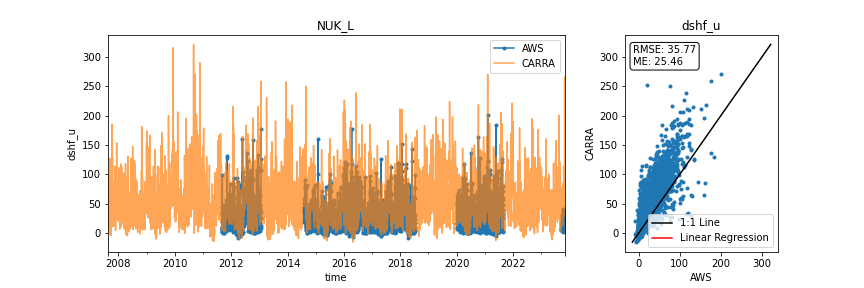 NUK_L
dshf_u
AWS
CARRA
300
250
200
150
100
50
0
2008
2010
2012
2014
2016
2018
2020
2022
time
dshf_u
RMSE: 35.77
ME: 25.46
CARRA
300
250
200
150
100
50
0
1:1 Line
Linear Regression
0
100
200
300
AWS
dshf_u